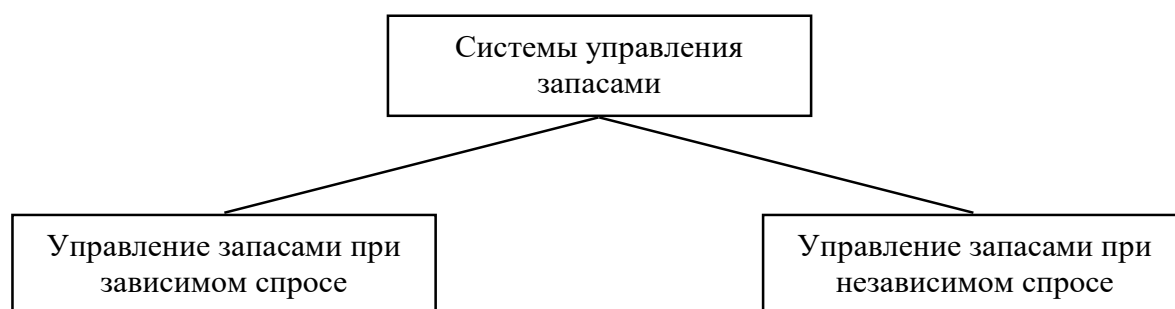 Системы управления
запасами
Управление запасами при
зависимом спросе
Управление запасами при
независимом спросе